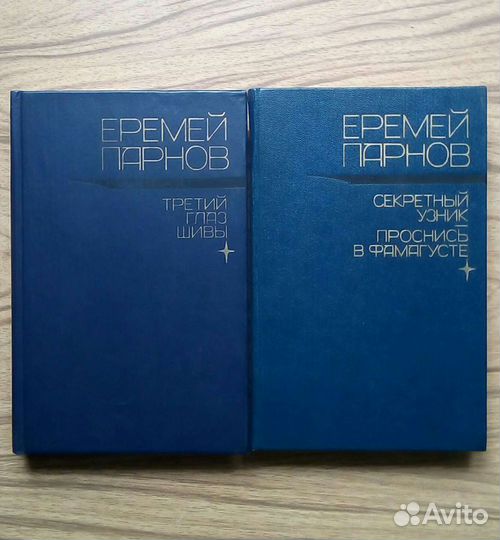 ЕРЕМЕЙ
ПАРНОВ
ТРЕТИЙ
ГЛАЗ
ШИВЫ
ЕРЕМЕЙ
ПАРНОВ
СЕКРЕТНЫЙ
УЗНИК
ПРОСНИСЬ
В ФАМАГУСТЕ
Avito